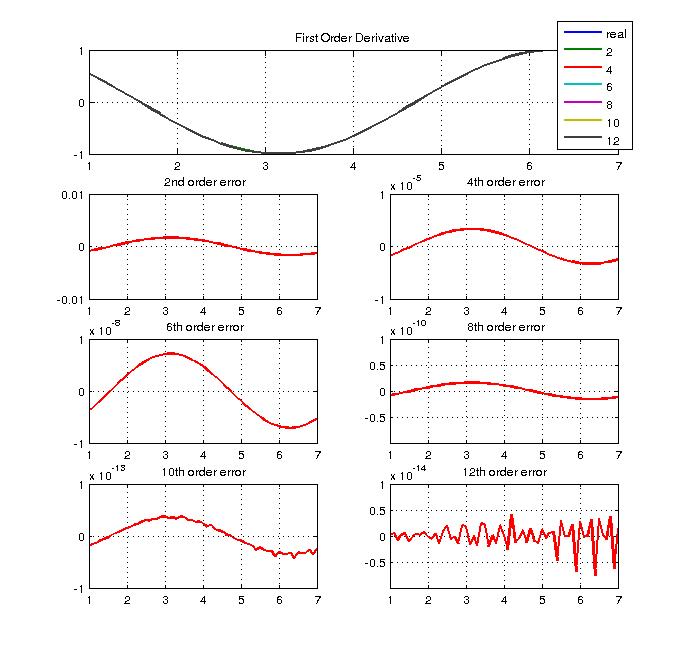 First Order Derivative
real
2
4
6
8
10
12
1
0
-1
1 2 3 4 5 6 7
2nd order error
0.01
0
-0.01
1 2 3 4 5 6 7
4th order error
x 10^-5
1
0
-1
1 2 3 4 5 6 7
6th order error
x 10^-8
1
0
-1
1 2 3 4 5 6 7
8th order error
x 10^-10
1
0.5
0
-0.5
1 2 3 4 5 6 7
10th order error
x 10^-13
1
0
-1
1 2 3 4 5 6 7
12th order error
x 10^-14
1
0.5
0
-0.5
1 2 3 4 5 6 7